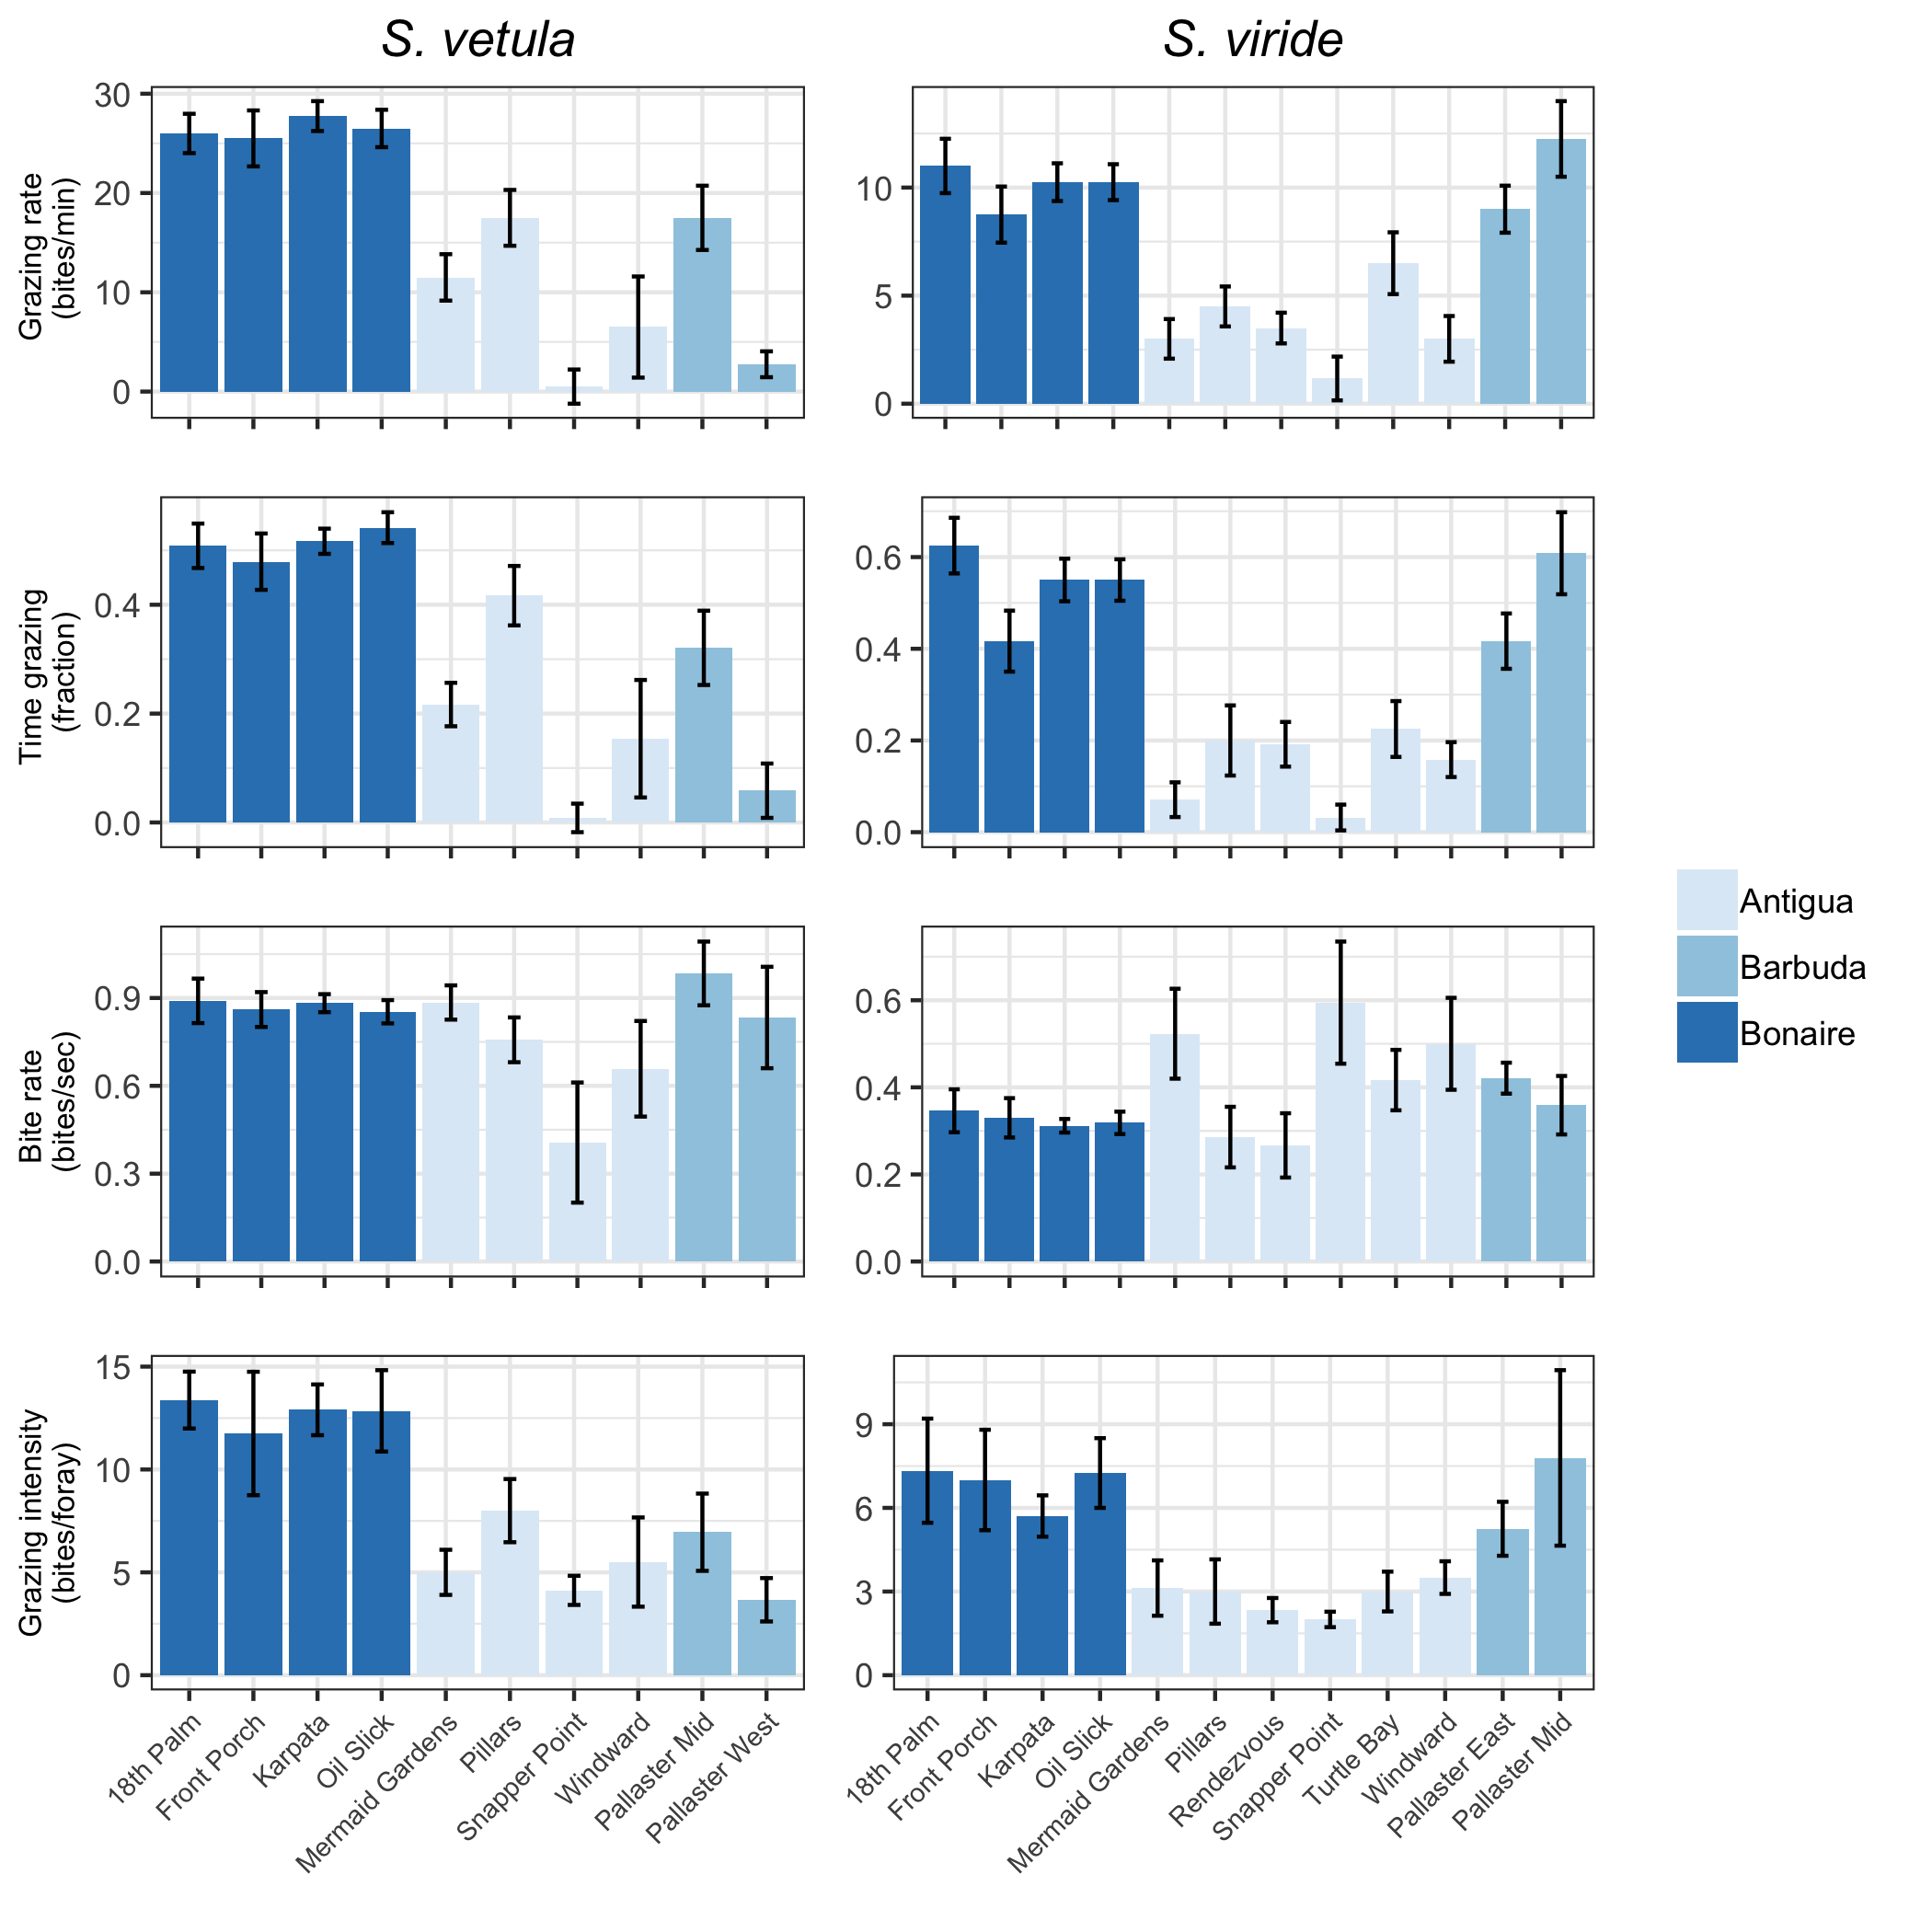 S. vetula
S. viride
Grazing rate
(bites/min)
30
20
10
0
10
5
0
Time grazing
(fraction)
0.4
0.2
0.0
0.6
0.4
0.2
0.0
Antigua
Barbuda
Bonaire
Bite rate
(bites/sec)
0.9
0.6
0.3
0.0
0.6
0.4
0.2
0.0
Grazing intensity
(bites/foray)
15
10
5
0
9
6
3
0
18th Palm
Front Porch
Karpata
Oil Slick
Mermaid Gardens
Pillars
Snapper Point
Windward
Pallaster Mid
Pallaster West
18th Palm
Front Porch
Karpata
Oil Slick
Mermaid Gardens
Pillars
Rendezvous
Snapper Point
Turtle Bay
Windward
Pallaster East
Pallaster Mid